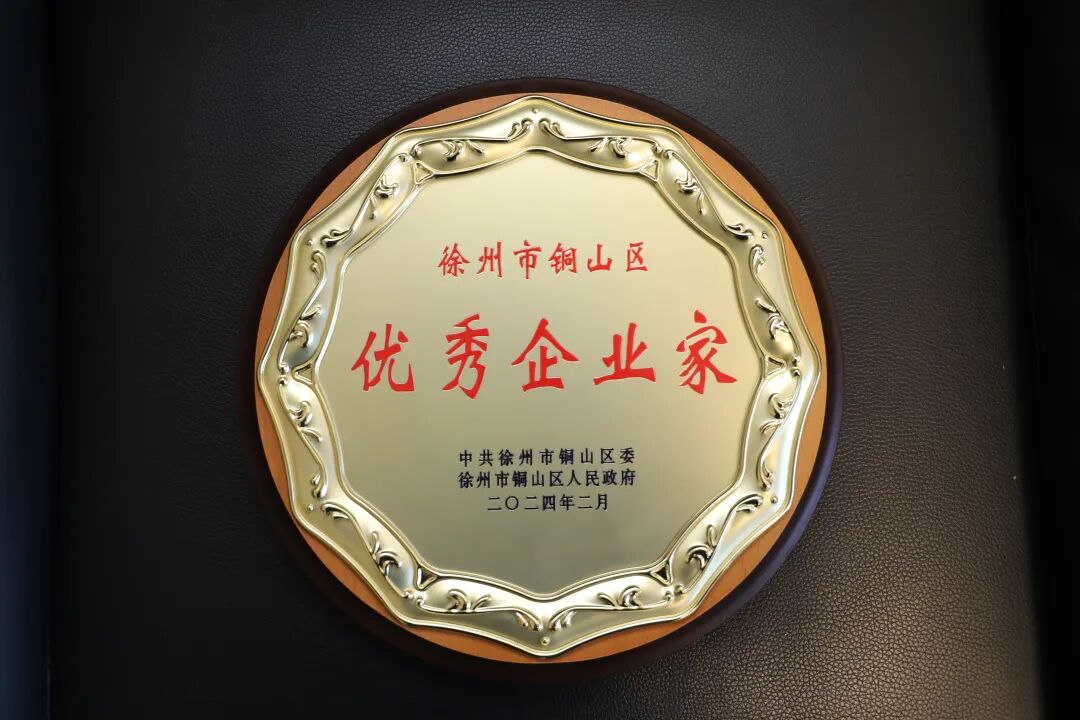 徐州市铜山区
优秀企业家
中共徐州市铜山区委
徐州市铜山区人民政府
二〇二四年二月